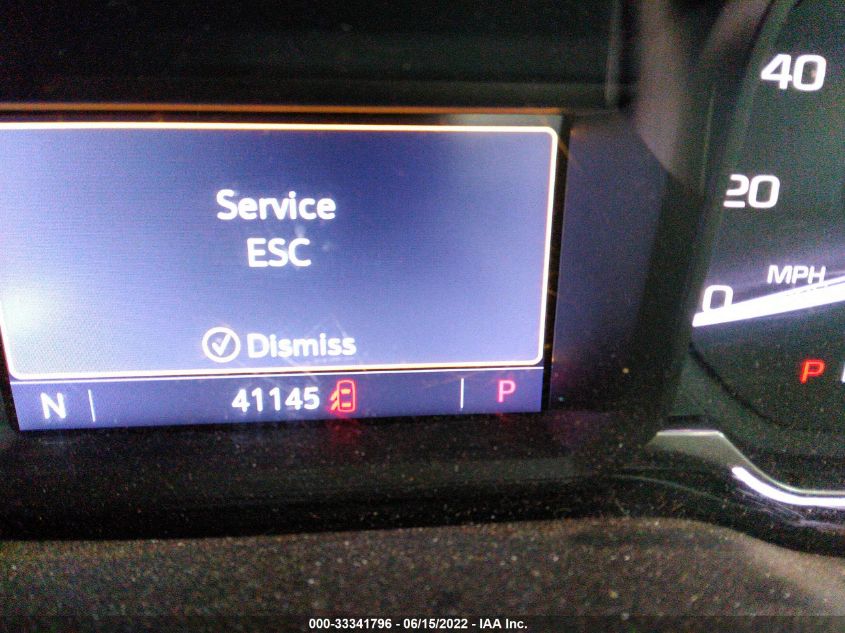 40
20
0
MPH
Service
ESC
Dismiss
N
41145
P
P
000-33341796 - 06/15/2022 - IAA Inc.